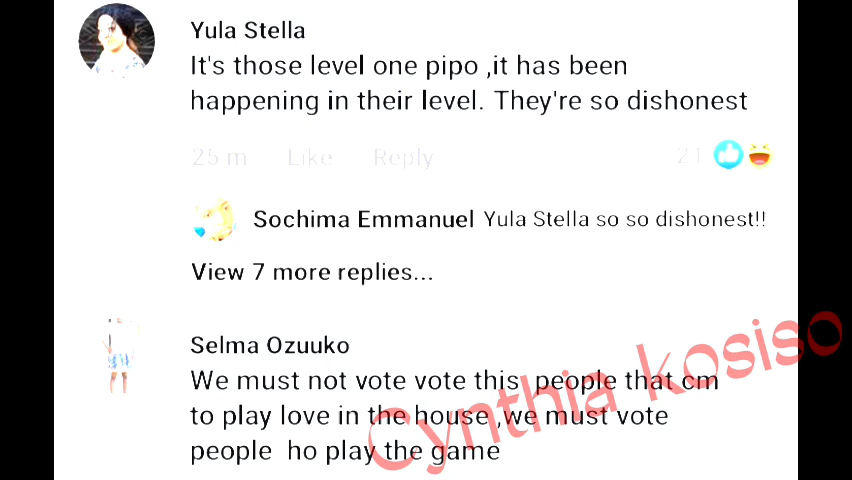 Yula Stella
It's those level one pipo ,it has been
happening in their level. They're so dishonest
25 m Like Reply 21
Sochima Emmanuel Yula Stella so so dishonest!!
View 7 more replies...
Selma Ozuuko
We must not vote vote this people that cm
to play love in the house ,we must vote
people ho play the game
Cynthia kosiso